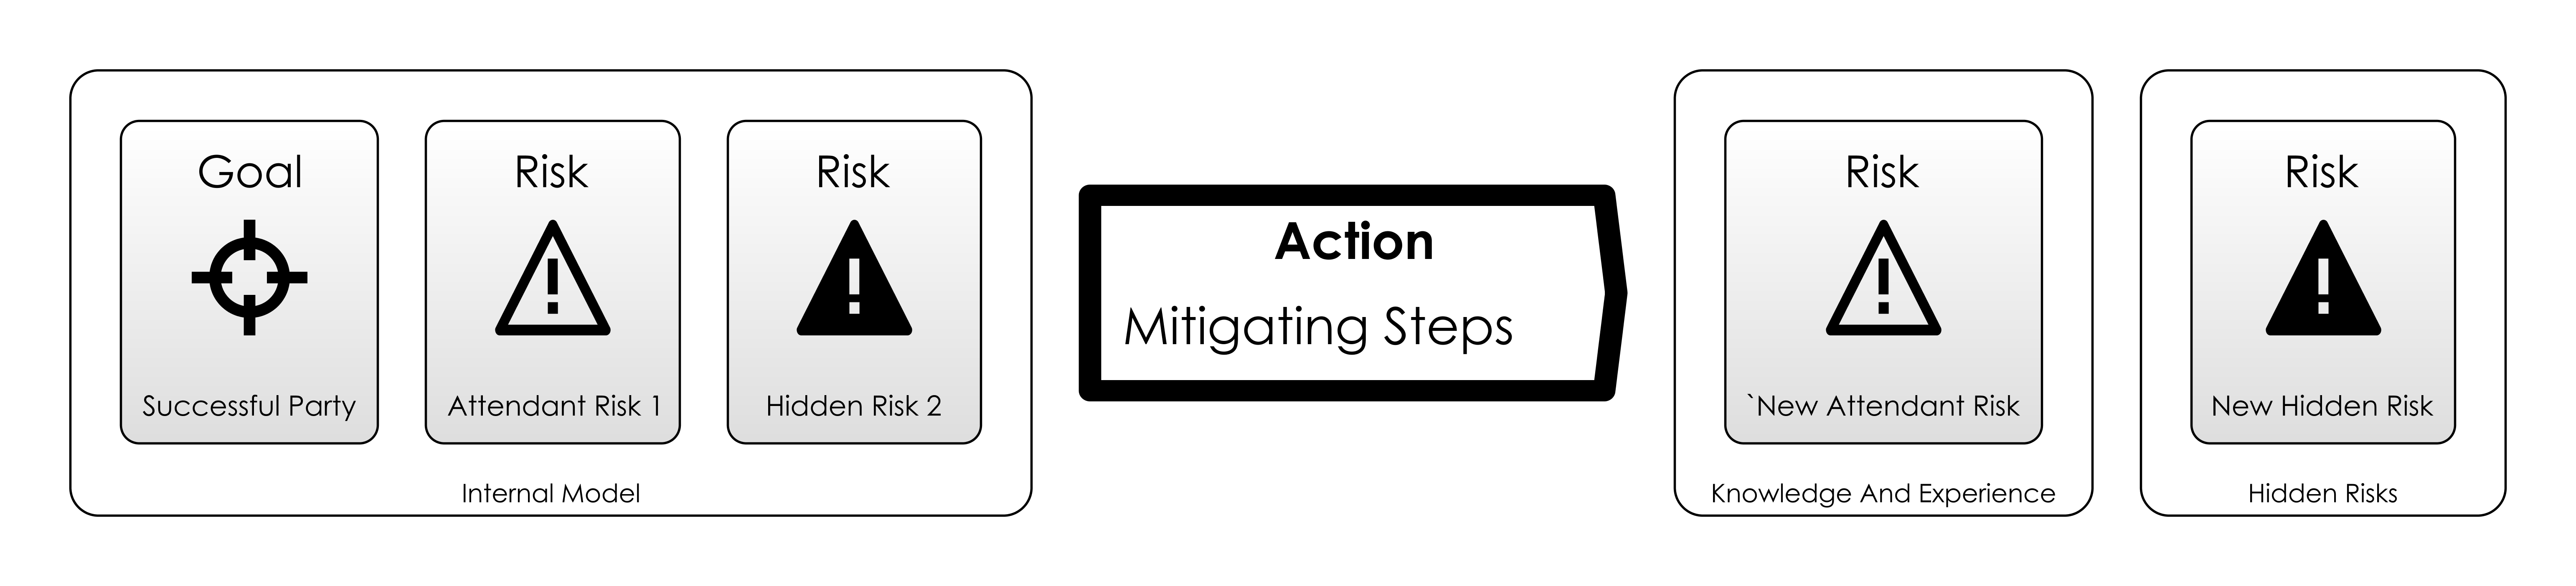 Goal
Successful Party
Risk
Attendant Risk 1
Risk
Hidden Risk 2
Internal Model
Action
Mitigating Steps
Risk
`New Attendant Risk
Knowledge And Experience
Risk
New Hidden Risk
Hidden Risks